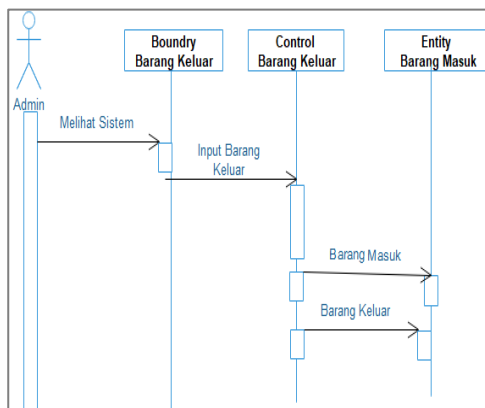 Boundry
Barang Keluar
Control
Barang Keluar
Entity
Barang Masuk
Admin
Melihat Sistem
Input Barang
Keluar
Barang Masuk
Barang Keluar